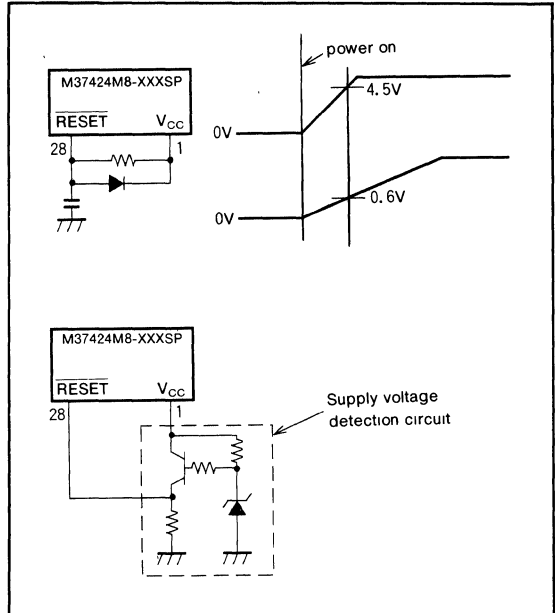 power on
M37424M8-XXXSP
RESET VCC
28 1
4.5V
0V
0.6V
0V
M37424M8-XXXSP
RESET VCC
28 1
Supply voltage
detection circuit